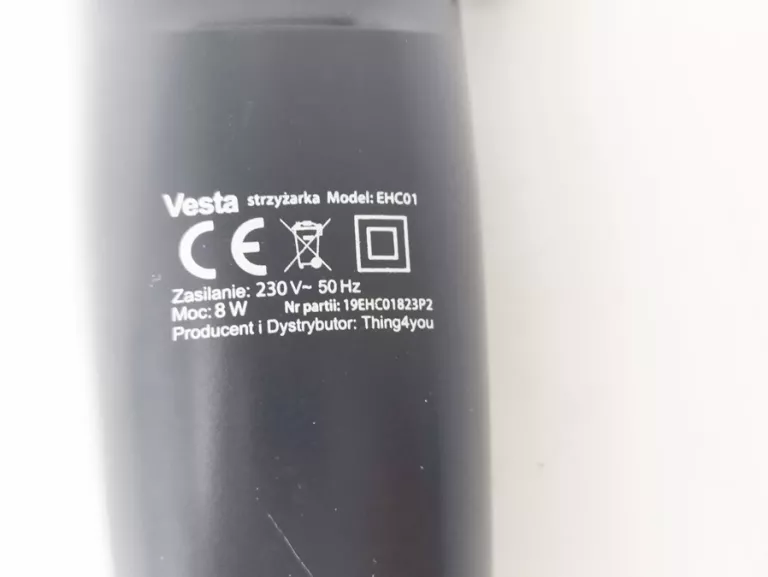 Vesta strzyżarka Model: EHC01
CE
Zasilanie: 230 V~ 50 Hz
Moc: 8 W Nr partii: 19EHC01823P2
Producent i Dystrybutor: Thing4you